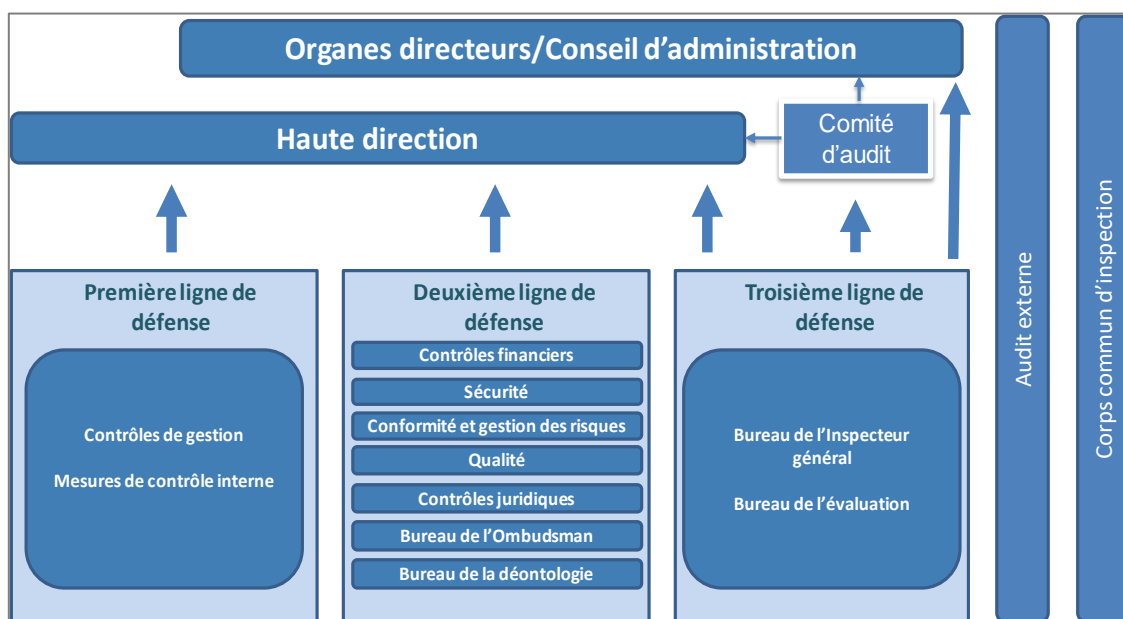 Organes directeurs/Conseil d’administration
Haute direction
Comité
d’audit
Première ligne de
défense
Contrôles de gestion
Mesures de contrôle interne
Deuxième ligne de
défense
Contrôles financiers
Sécurité
Conformité et gestion des risques
Qualité
Contrôles juridiques
Bureau de l’Ombudsman
Bureau de la déontologie
Troisième ligne de
défense
Bureau de l’Inspecteur
général
Bureau de l’évaluation
Audit externe
Corps commun d’inspection